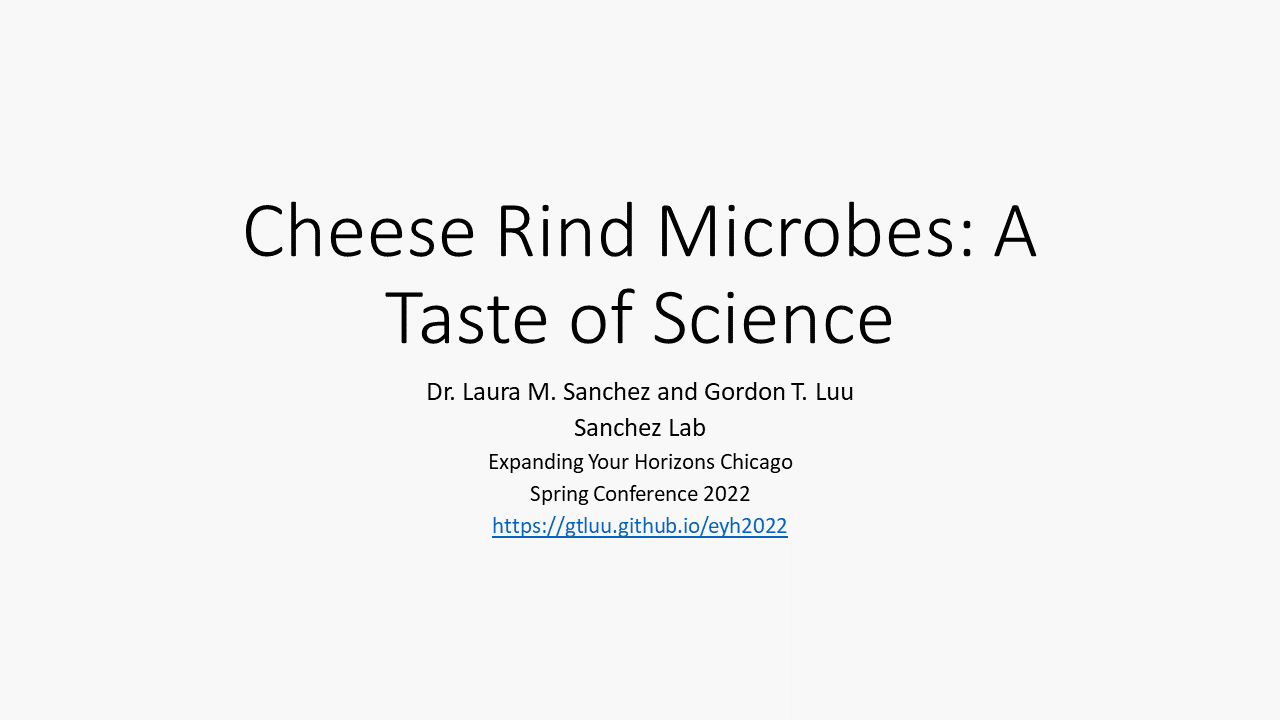 Cheese Rind Microbes: A
Taste of Science
Dr. Laura M. Sanchez and Gordon T. Luu
Sanchez Lab
Expanding Your Horizons Chicago
Spring Conference 2022
https://gtluu.github.io/eyh2022